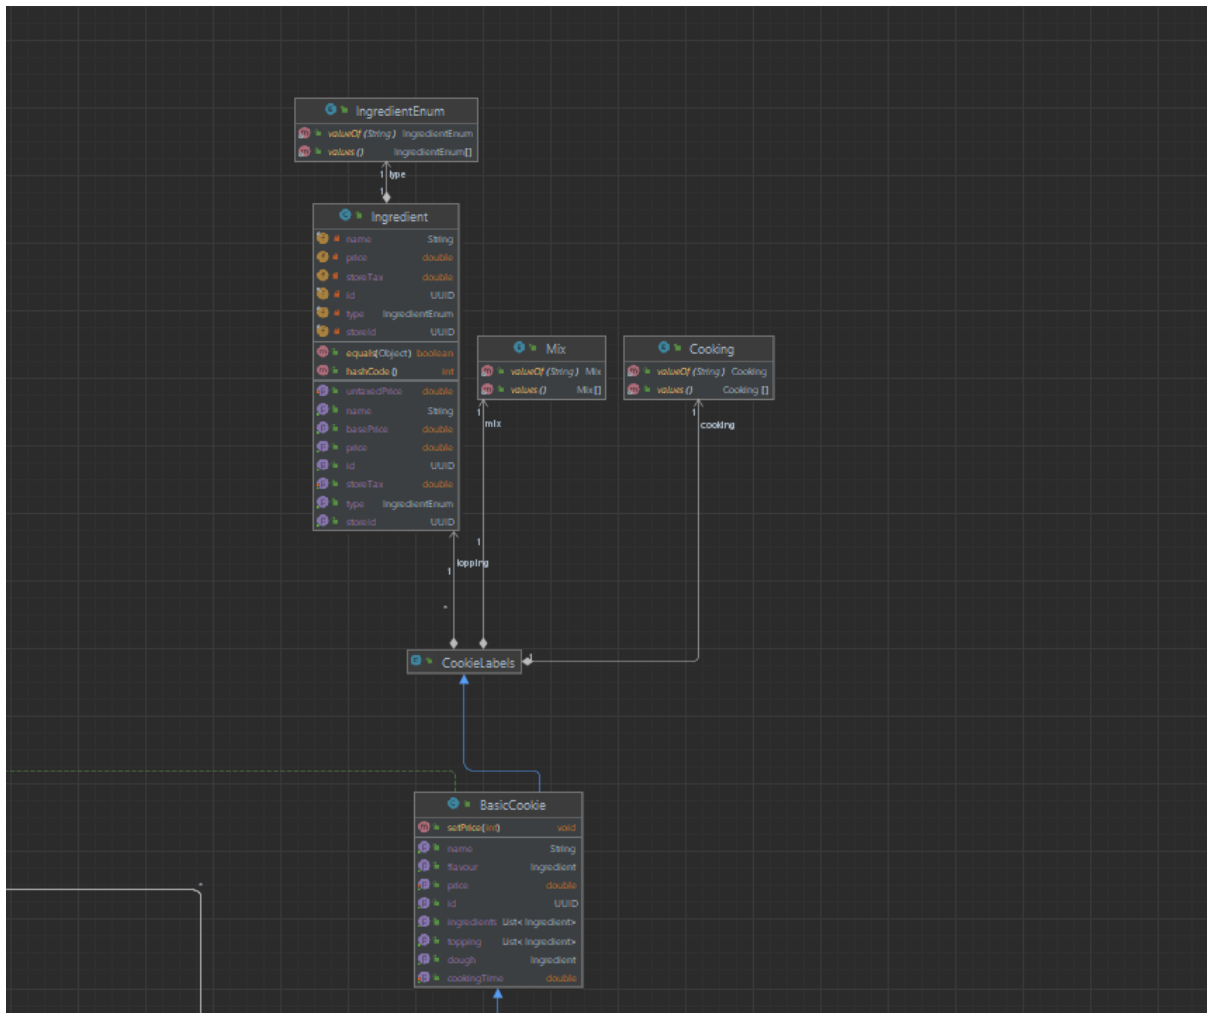 IngredientEnum
valueOf (String) IngredientEnum
values () IngredientEnum[]
1 type
1
Ingredient
name String
price double
storeTax double
id UUID
type IngredientEnum
storeId UUID
equals(Object) boolean
hashCode () int
untaxedPrice double
name String
basePrice double
price double
id UUID
storeTax double
type IngredientEnum
storeId UUID
Mix
valueOf (String) Mix
values () Mix[]
1
mix
Cooking
valueOf (String) Cooking
values () Cooking []
1
cooking
1
topping
1
*
CookieLabels
1
BasicCookie
setPrice(int) void
name String
flavour Ingredient
price double
id UUID
ingredients List< Ingredient>
topping List< Ingredient>
dough Ingredient
cookingTime double
*